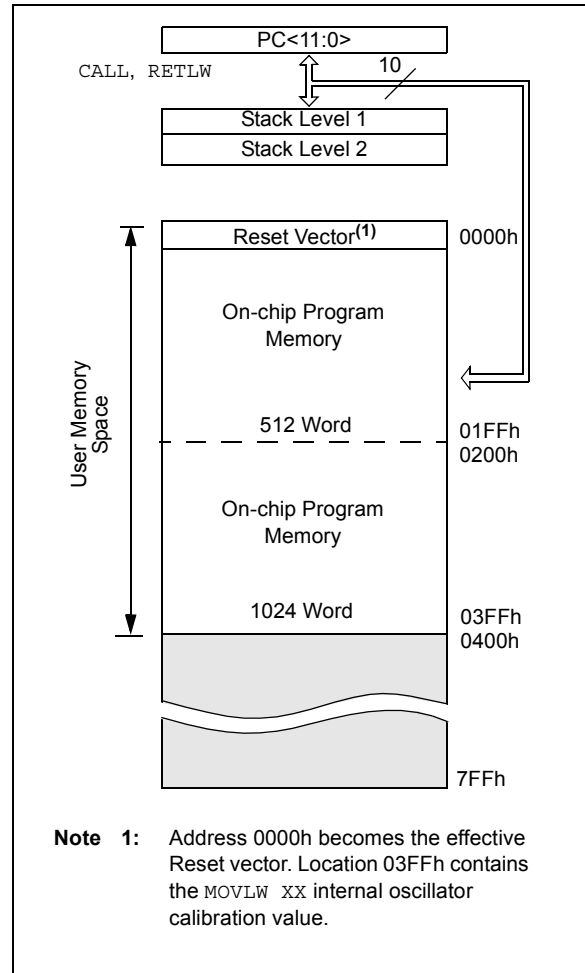 PC<11:0>
CALL, RETLW
10
Stack Level 1
Stack Level 2
Reset Vector(1)
0000h
On-chip Program
Memory
User Memory
Space
512 Word
01FFh
0200h
On-chip Program
Memory
1024 Word
03FFh
0400h
7FFh
Note 1: Address 0000h becomes the effective
Reset vector. Location 03FFh contains
the MOVLW XX internal oscillator
calibration value.